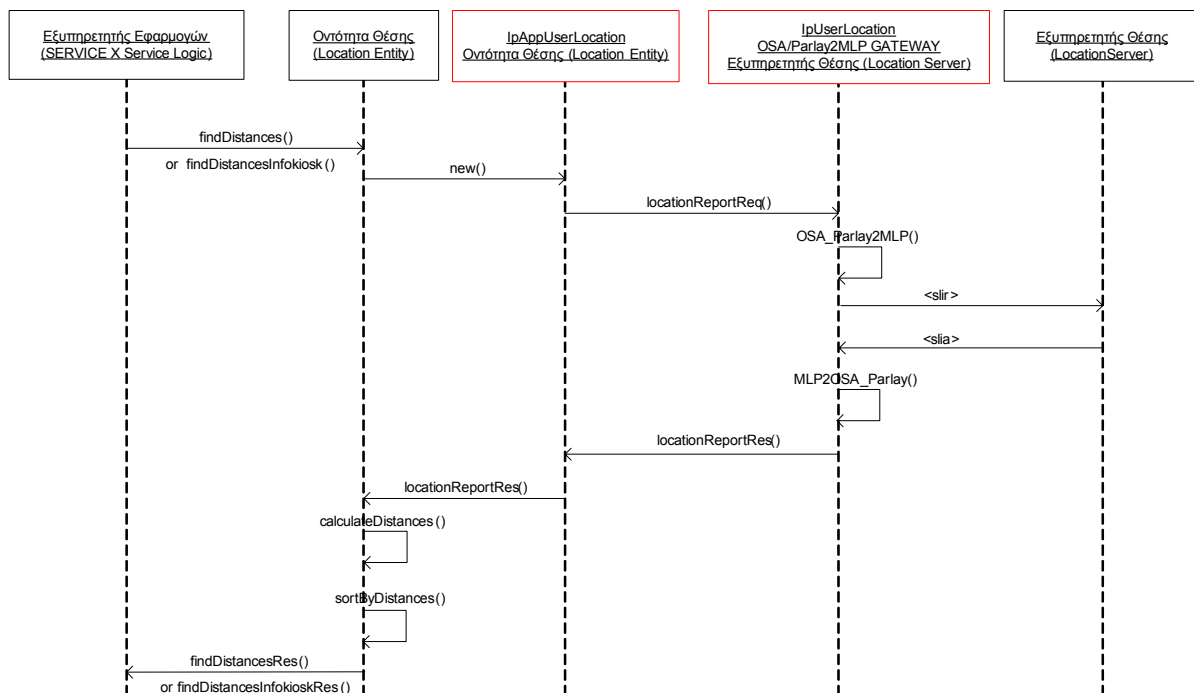 Εξυπηρετητής Εφαρμογών
(SERVICE X Service Logic)
Οντότητα Θέσης
(Location Entity)
IpAppUserLocation
Οντότητα Θέσης (Location Entity)
IpUserLocation
OSA/Parlay2MLP GATEWAY
Εξυπηρετητής Θέσης (Location Server)
Εξυπηρετητής Θέσης
(LocationServer)
findDistances()
or findDistancesInfokiosk()
new()
locationReportReq()
OSA_Parlay2MLP()
<slir>
<slia>
MLP2OSA_Parlay()
locationReportRes()
locationReportRes()
calculateDistances()
sortByDistances()
findDistancesRes()
or findDistancesInfokioskRes()